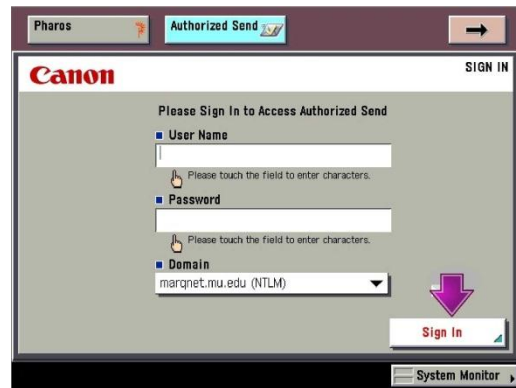 Pharos
Authorized Send
Canon
SIGN IN
Please Sign In to Access Authorized Send
User Name
Please touch the field to enter characters.
Password
Please touch the field to enter characters.
Domain
marqnet.mu.edu (NTLM)
Sign In
System Monitor